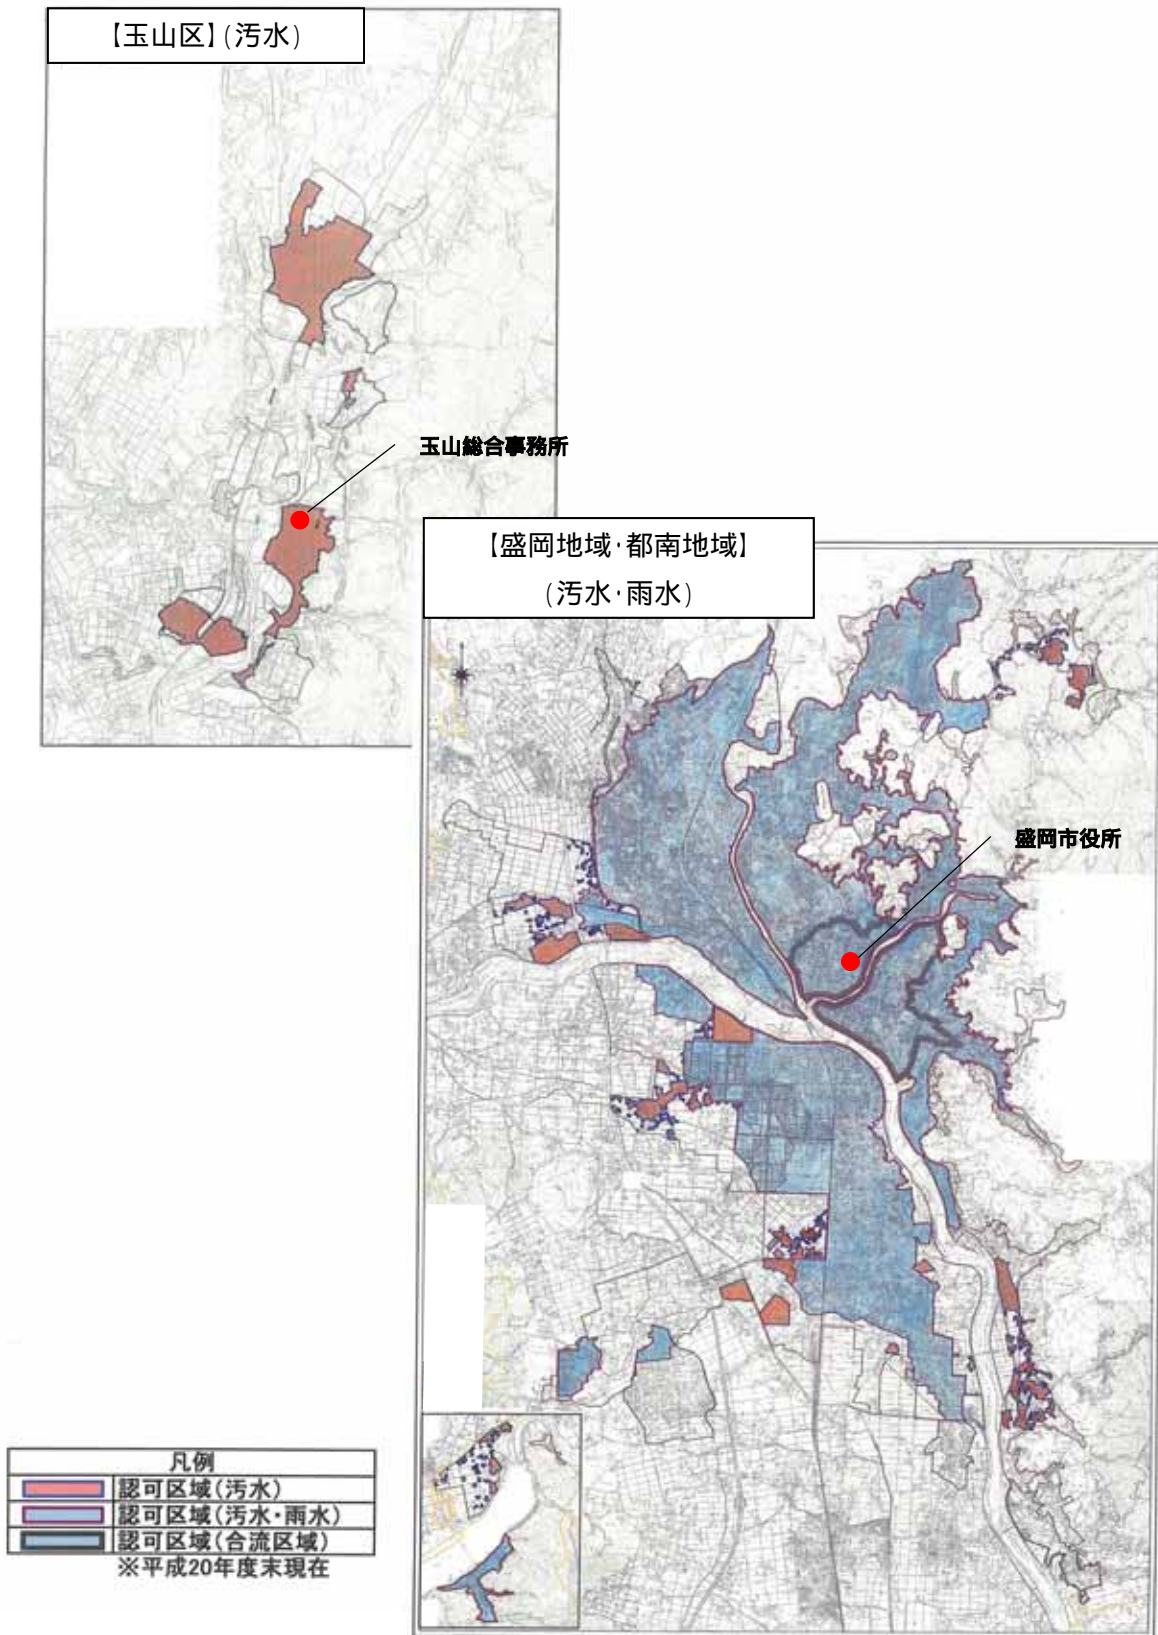 【玉山区】(汚水)
玉山総合事務所
【盛岡地域・都南地域】
(汚水・雨水)
盛岡市役所
凡例
認可区域(汚水)
認可区域(汚水・雨水)
認可区域(合流区域)
※平成20年度末現在